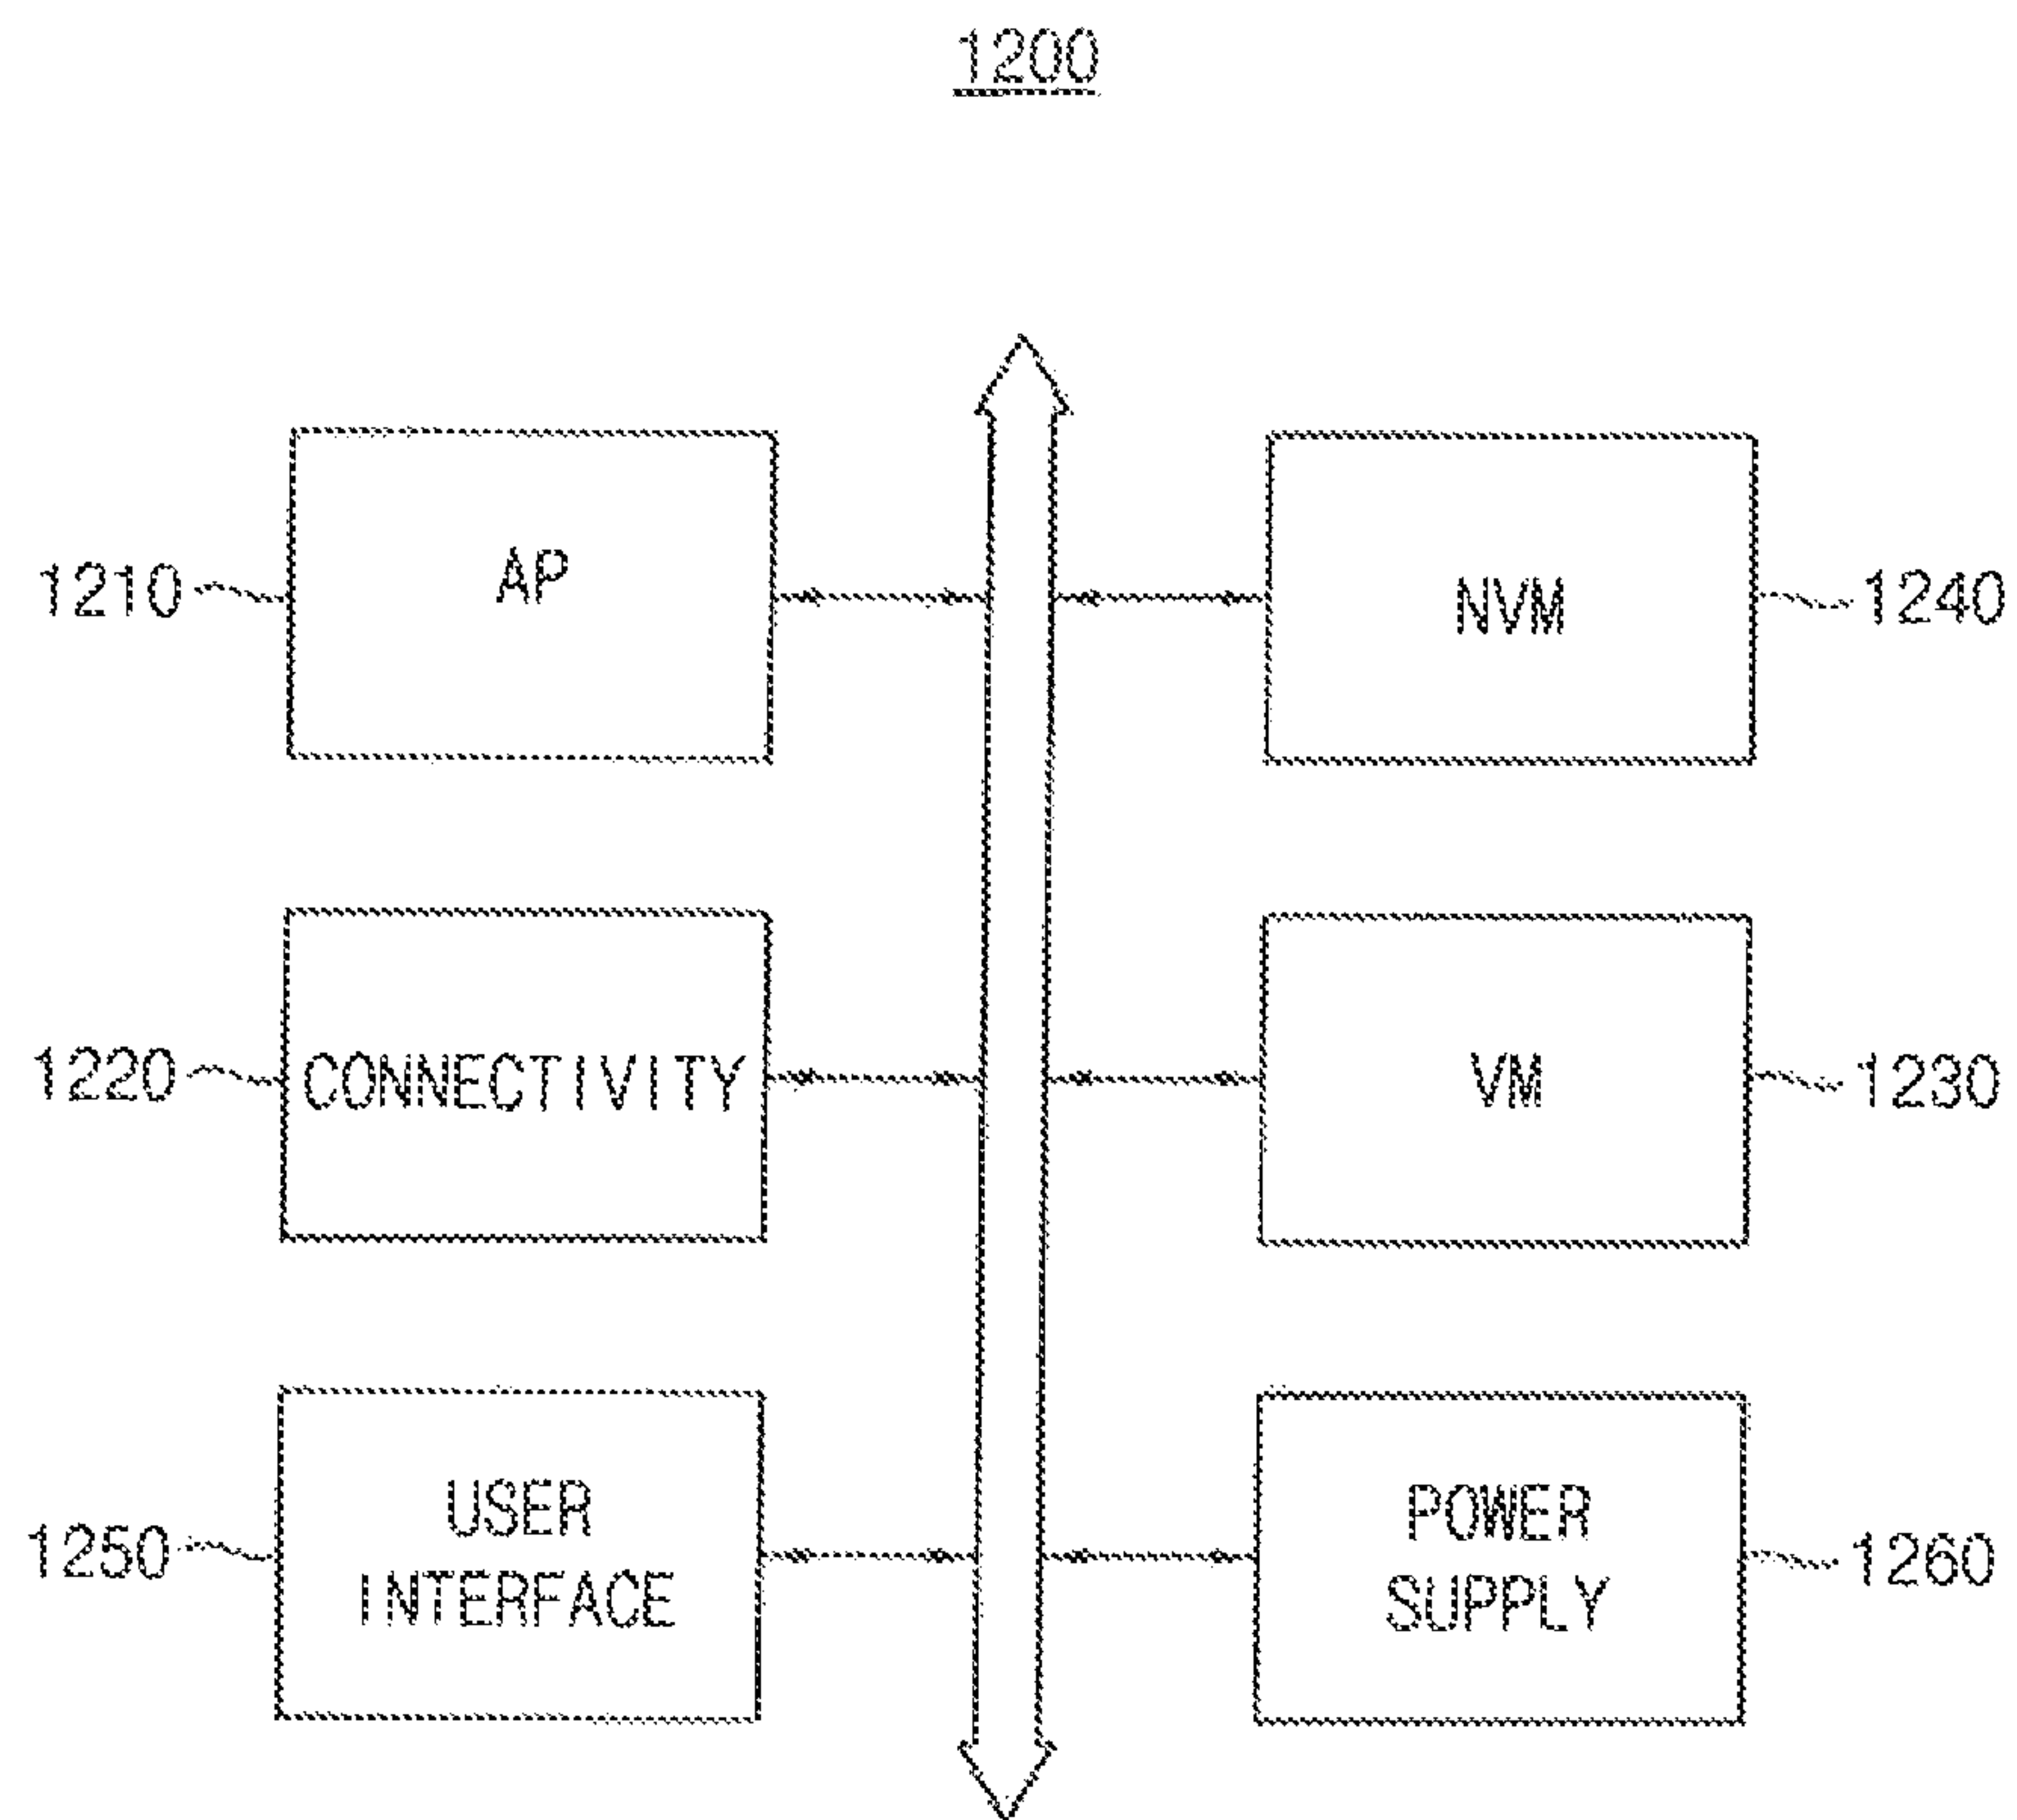 1200
1210
AP
NVM
1240
1220
CONNECTIVITY
VM
1230
1250
USER
INTERFACE
POWER
SUPPLY
1260